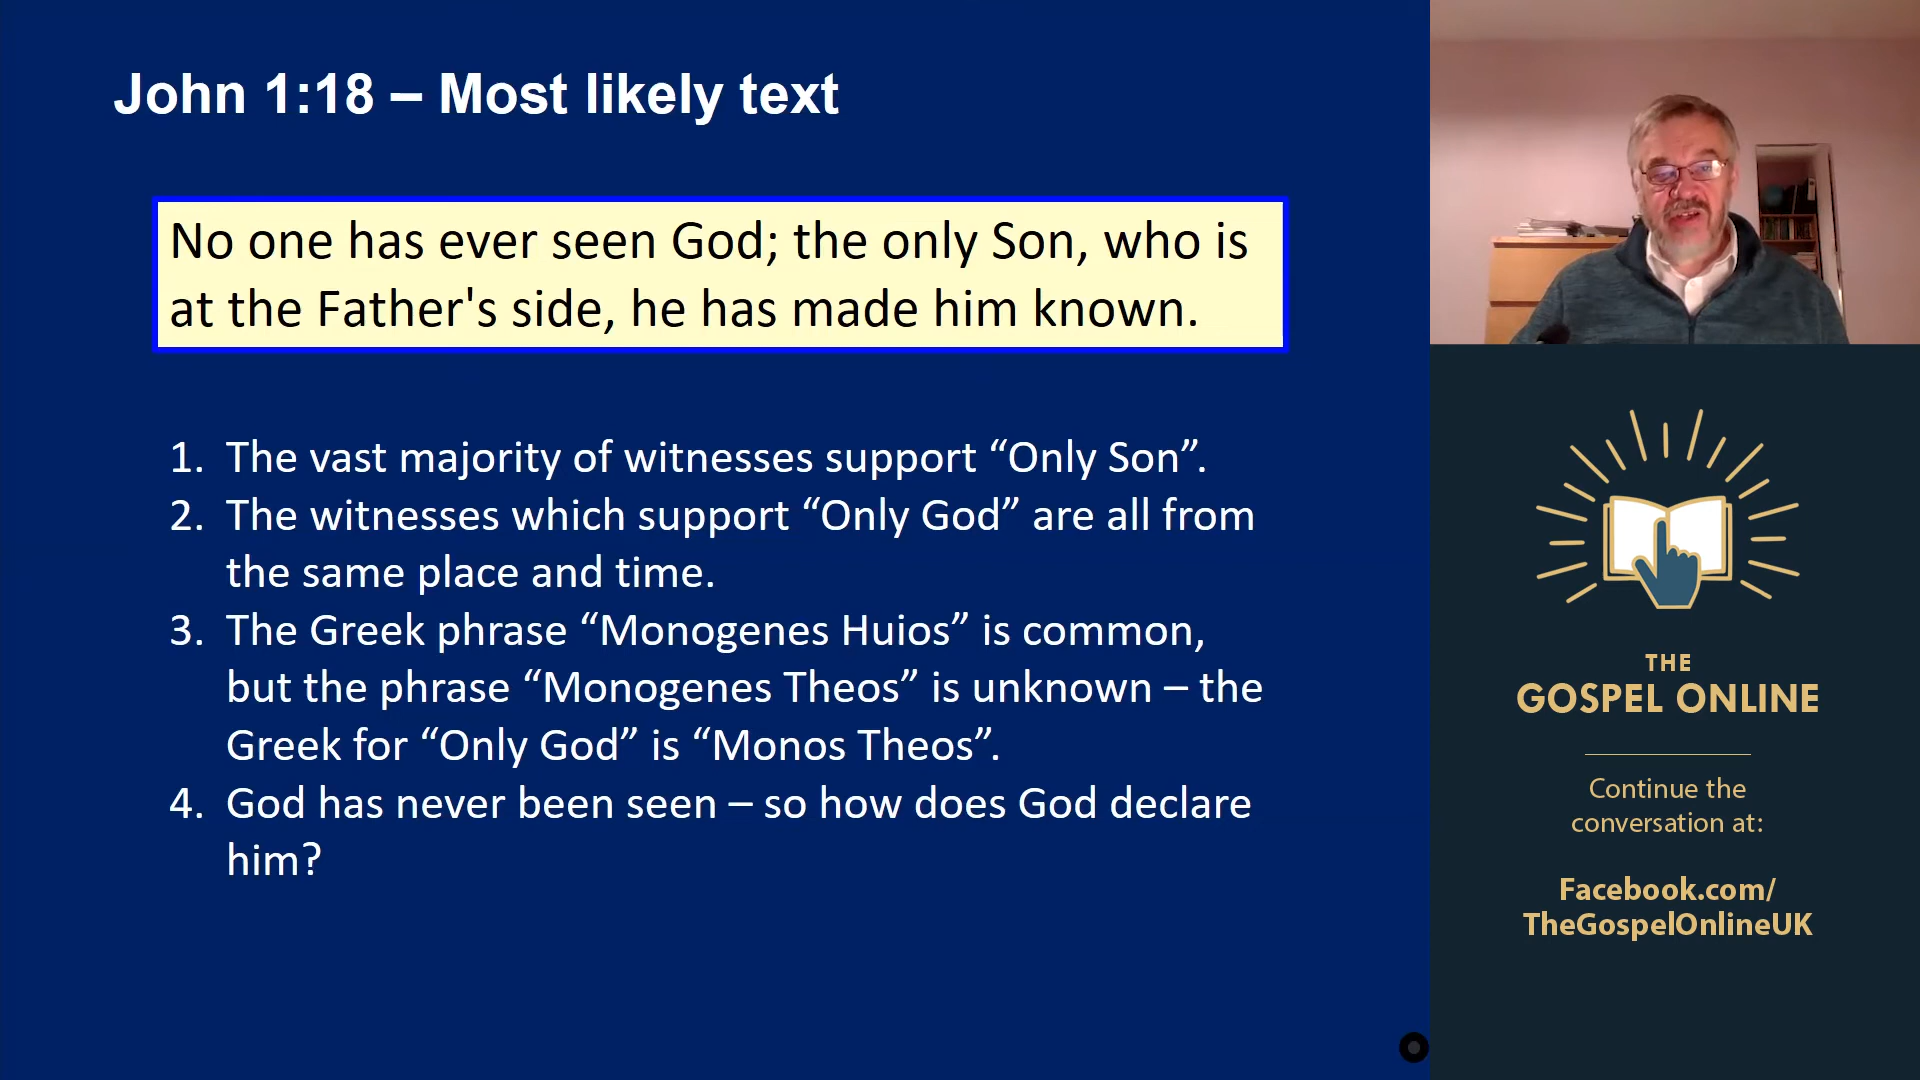 John 1:18 – Most likely text
No one has ever seen God; the only Son, who is
at the Father's side, he has made him known.
1. The vast majority of witnesses support “Only Son”.
2. The witnesses which support “Only God” are all from
the same place and time.
3. The Greek phrase “Monogenes Huios” is common,
but the phrase “Monogenes Theos” is unknown – the
Greek for “Only God” is “Monos Theos”.
4. God has never been seen – so how does God declare
him?
THE
GOSPEL ONLINE
Continue the
conversation at:
Facebook.com/
TheGospelOnlineUK